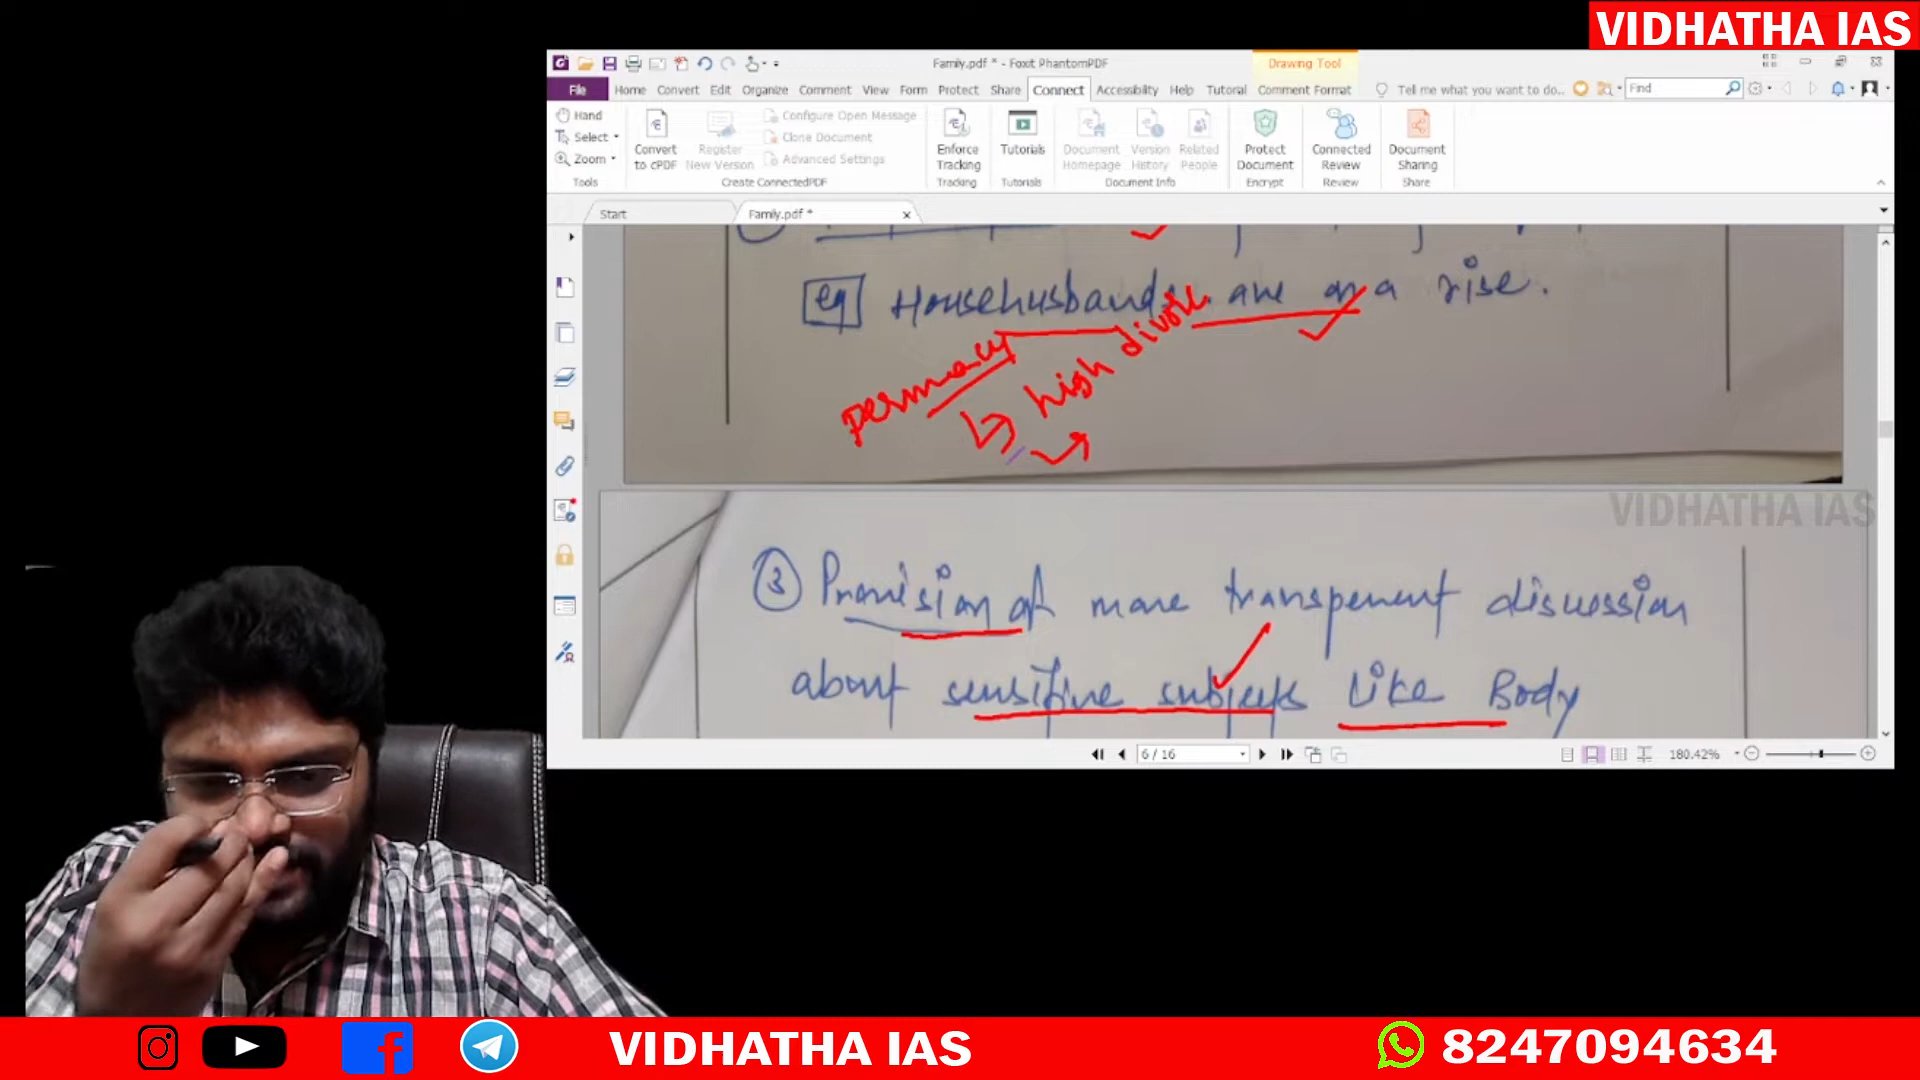 VIDHATHA IAS
Family.pdf * - Foxit PhantomPDF
Drawing Tool
File Home Convert Edit Organize Comment View Form Protect Share Connect Accessibility Help Tutorial Comment Format Tell me what you want to do.. Find
Hand
Select
Zoom
Tools
Convert
to cPDF
Register
New Version
Configure Open Message
Clone Document
Advanced Settings
Create ConnectedPDF
Enforce
Tracking
Tracking
Tutorials
Tutorials
Document
Homepage
Version
History
Related
People
Document Info
Protect
Document
Encrypt
Connected
Review
Review
Document
Sharing
Share
Start
Family.pdf *
eg Househusbands are on a rise.
high
VIDHATHA IAS
3 Provision of more transperent discussion
about sensitive subjects like Body
6 / 16
180.42%
VIDHATHA IAS
8247094634